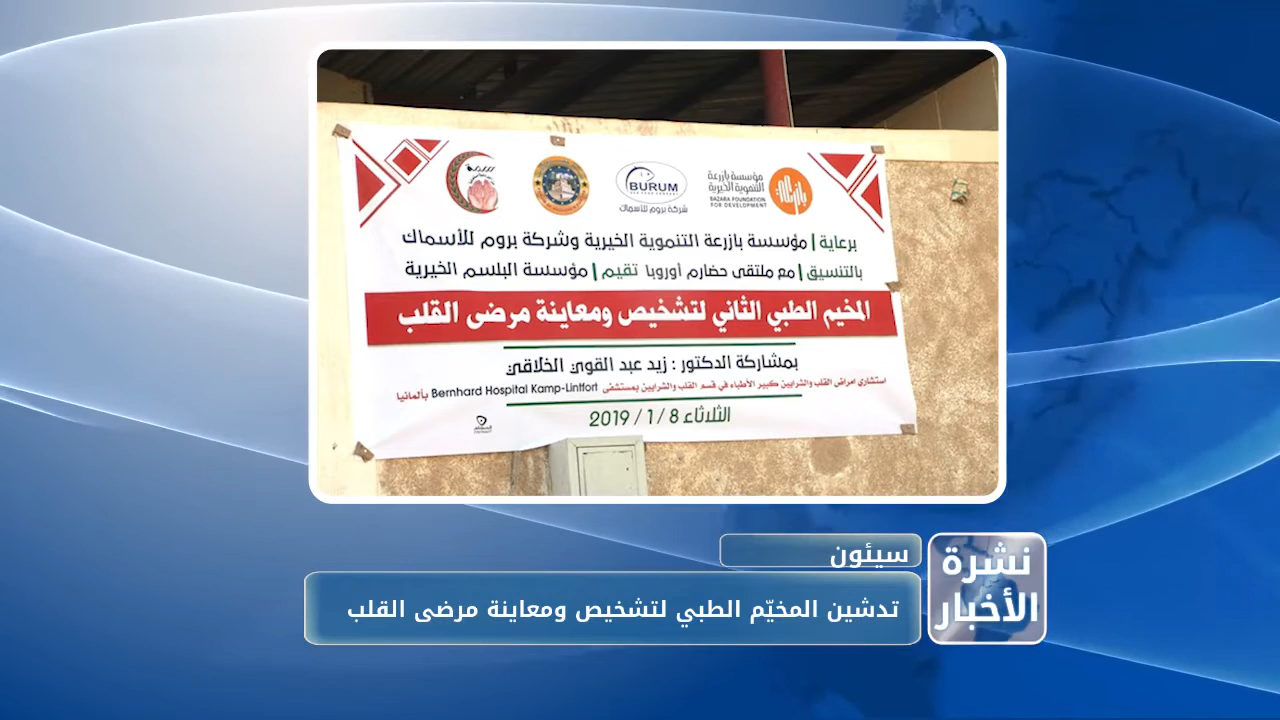 مؤسسة بازرعة
التنموية الخيرية
BAZARA FOUNDATION
FOR DEVELOPMENT
بازرعة
BURUM
شركة بروم للأسماك
برعاية | مؤسسة بازرعة التنموية الخيرية وشركة بروم للأسماك
بالتنسيق | مع ملتقى حضارم أوروبا تقيم | مؤسسة البلسم الخيرية
المخيم الطبي الثاني لتشخيص ومعاينة مرضى القلب
بمشاركة الدكتور : زيد عبد القوي الخلاقي
استشاري امراض القلب والشرايين كبير الأطباء في قسم القلب والشرايين بمستشفى Bernhard Hospital Kamp-Lintfort بألمانيا
الثلاثاء 8 / 1 / 2019
نشرة
الأخبار
سيئون
تدشين المخيّم الطبي لتشخيص ومعاينة مرضى القلب